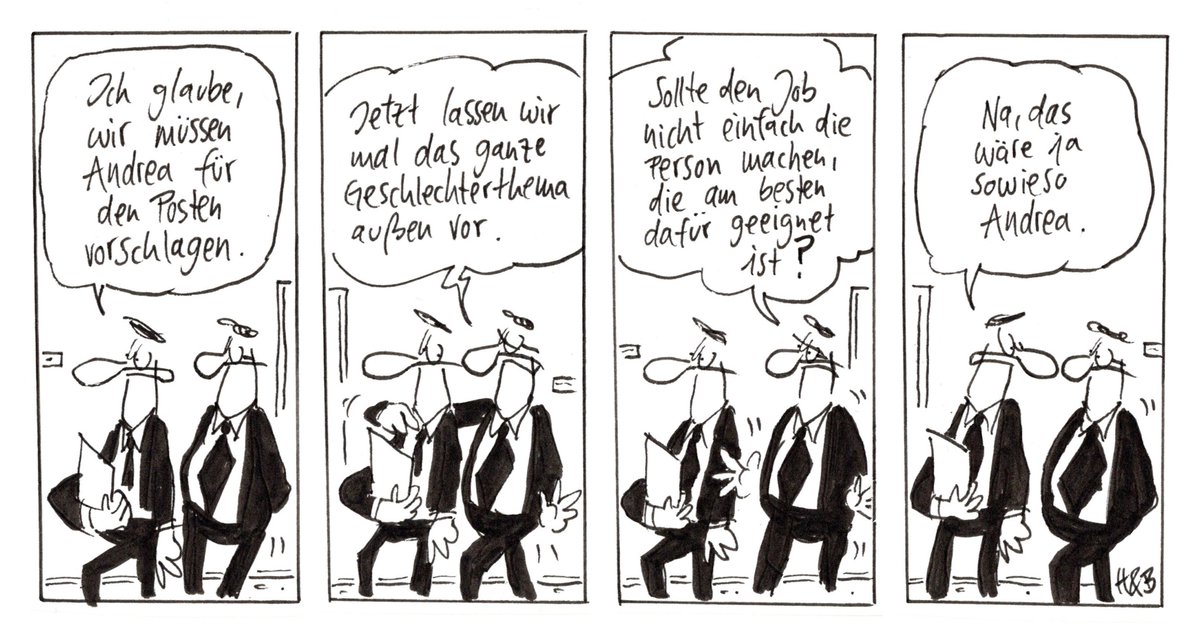 Ich glaube,
wir müssen
Andrea für
den Posten
vorschlagen.
Jetzt lassen wir
mal das ganze
Geschlechterthema
außen vor.
Sollte den Job
nicht einfach die
Person machen,
die am besten
dafür geeignet
ist?
Na, das
wäre ja
sowieso
Andrea.
H&B